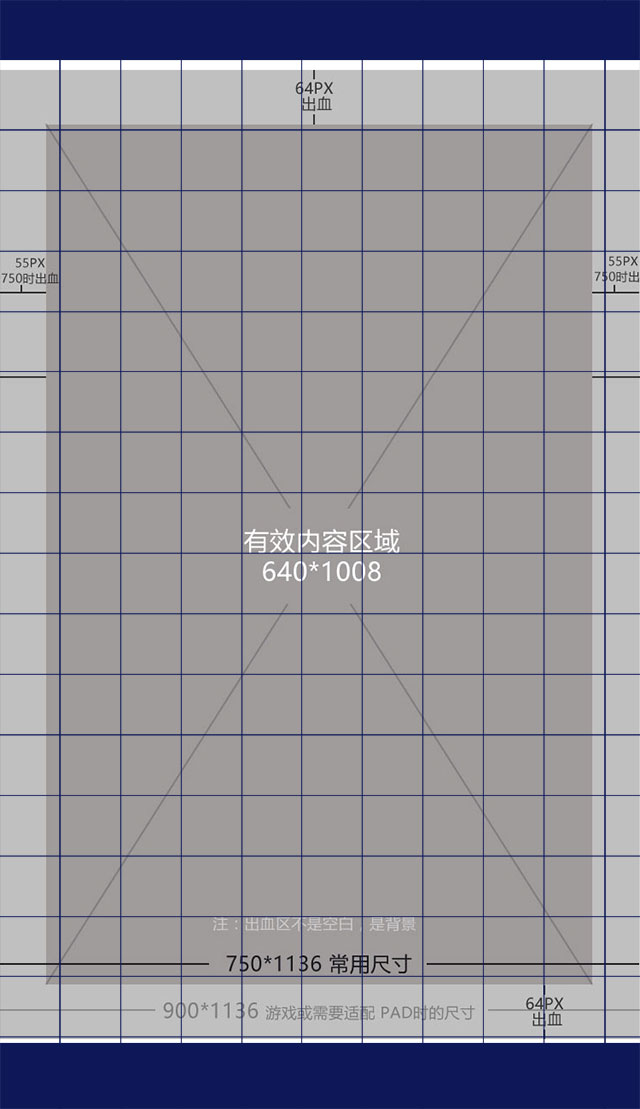 64PX
出血
55PX
750时出血
55PX
750时出
有效内容区域
640*1008
注：出血区不是空白，是背景
750*1136 常用尺寸
900*1136 游戏或需要适配 PAD时的尺寸
64PX
出血